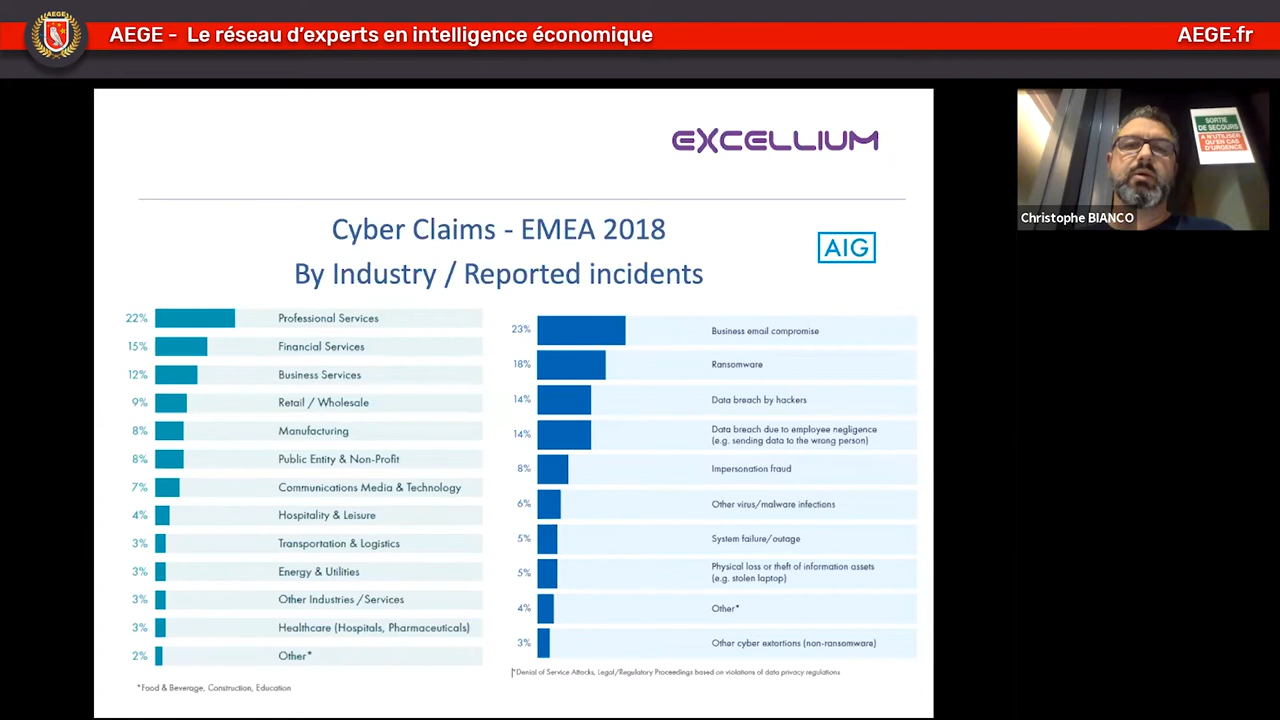 AEGE
AEGE - Le réseau d'experts en intelligence économique
AEGE.fr
EXCELLIUM
Cyber Claims - EMEA 2018
By Industry / Reported incidents
AIG
22% Professional Services
15% Financial Services
12% Business Services
9% Retail / Wholesale
8% Manufacturing
8% Public Entity & Non-Profit
7% Communications Media & Technology
4% Hospitality & Leisure
3% Transportation & Logistics
3% Energy & Utilities
3% Other Industries /Services
3% Healthcare (Hospitals, Pharmaceuticals)
2% Other*
*Food & Beverage, Construction, Education
23% Business email compromise
18% Ransomware
14% Data breach by hackers
14% Data breach due to employee negligence
(e.g. sending data to the wrong person)
8% Impersonation fraud
6% Other virus/malware infections
5% System failure/outage
5% Physical loss or theft of information assets
(e.g. stolen laptop)
4% Other*
3% Other cyber extortions (non-ransomware)
*Denial of Service Attacks, Legal/Regulatory Proceedings based on violations of data privacy regulations
SORTIE
DE SECOURS
A N'UTILISER
QU'EN CAS
D'URGENCE
Christophe BIANCO